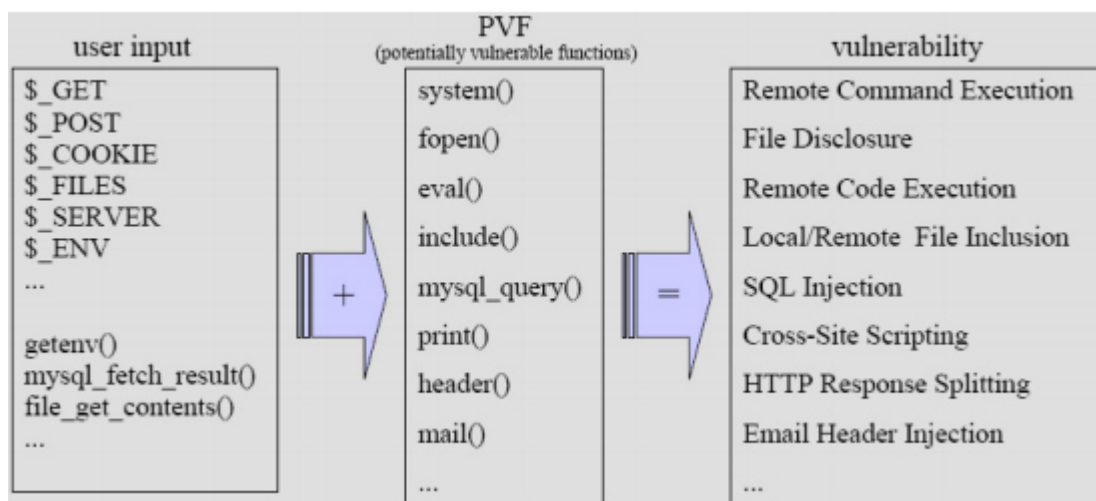 user input
$_GET
$_POST
$_COOKIE
$_FILES
$_SERVER
$_ENV
...
getenv()
mysql_fetch_result()
file_get_contents()
...
+
PVF
(potentially vulnerable functions)
system()
fopen()
eval()
include()
mysql_query()
print()
header()
mail()
...
=
vulnerability
Remote Command Execution
File Disclosure
Remote Code Execution
Local/Remote File Inclusion
SQL Injection
Cross-Site Scripting
HTTP Response Splitting
Email Header Injection
...